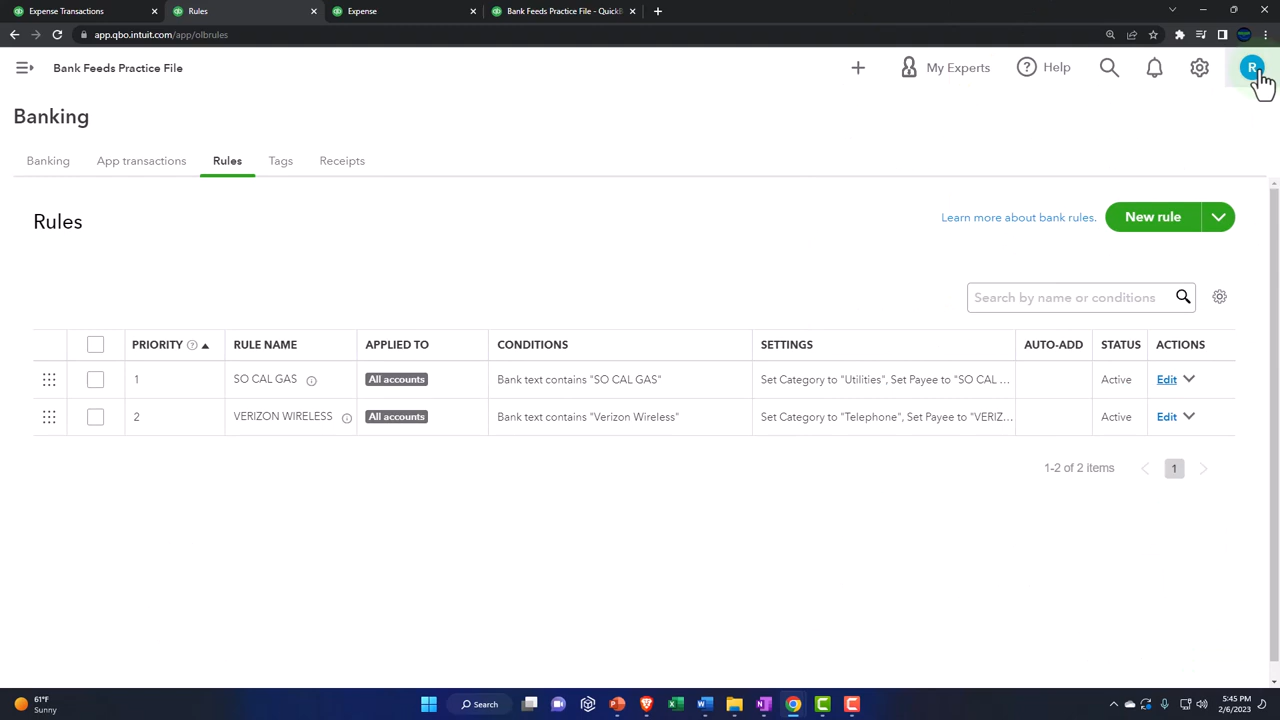 Expense Transactions
Rules
Expense
Bank Feeds Practice File - QuickB
app.qbo.intuit.com/app/olbrules
Bank Feeds Practice File
My Experts
Help
R
Banking
Banking
App transactions
Rules
Tags
Receipts
Rules
Learn more about bank rules.
New rule
Search by name or conditions
PRIORITY RULE NAME APPLIED TO CONDITIONS SETTINGS AUTO-ADD STATUS ACTIONS
1 SO CAL GAS All accounts Bank text contains "SO CAL GAS" Set Category to "Utilities", Set Payee to "SO CAL ... Active Edit
2 VERIZON WIRELESS All accounts Bank text contains "Verizon Wireless" Set Category to "Telephone", Set Payee to "VERIZ... Active Edit
1-2 of 2 items
1
61°F
Sunny
Search
5:45 PM
2/6/2023